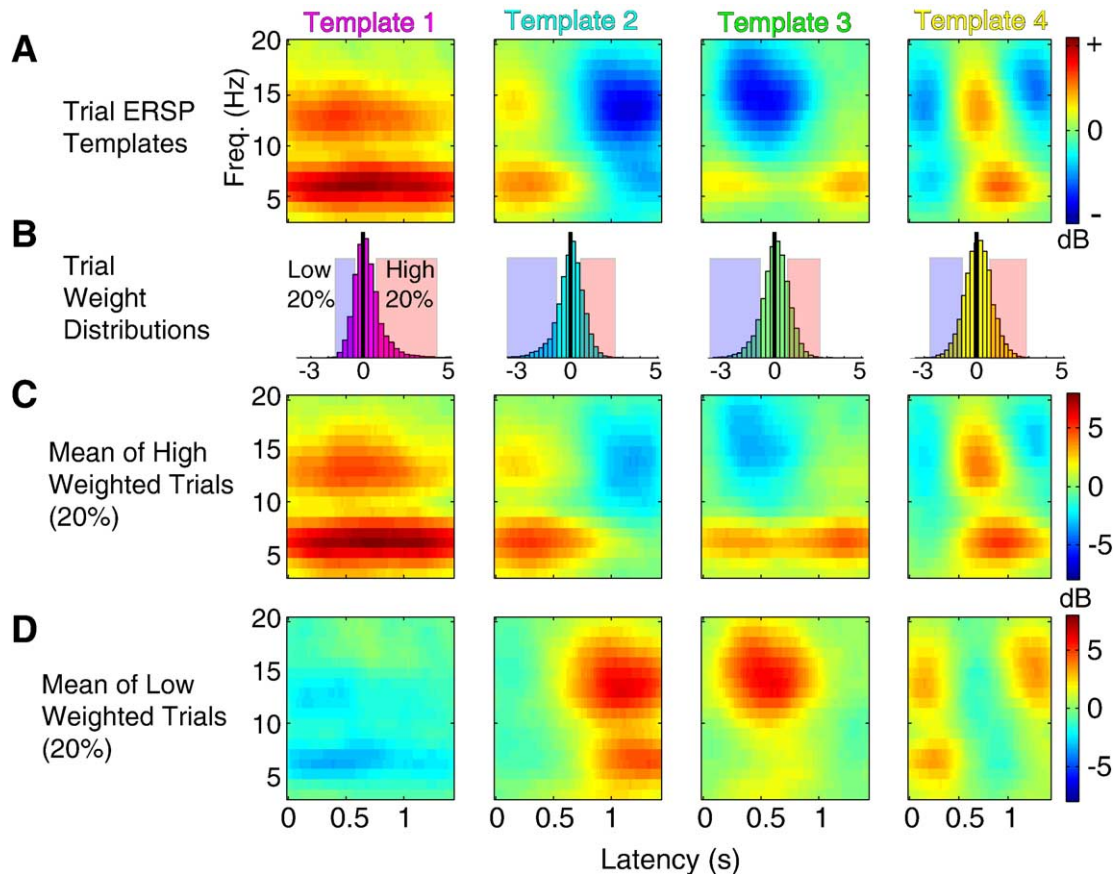 Template 1 Template 2 Template 3 Template 4
A
Trial ERSP
Templates
Freq. (Hz)
20
15
10
5
+
-
dB
B
Trial
Weight
Distributions
Low
20%
High
20%
-3 0 5
-3 0 5
-3 0 5
-3 0 5
C
Mean of High
Weighted Trials
(20%)
20
15
10
5
5
0
-5
dB
D
Mean of Low
Weighted Trials
(20%)
20
15
10
5
5
0
-5
0 0.5 1
0 0.5 1
0 0.5 1
0 0.5 1
Latency (s)